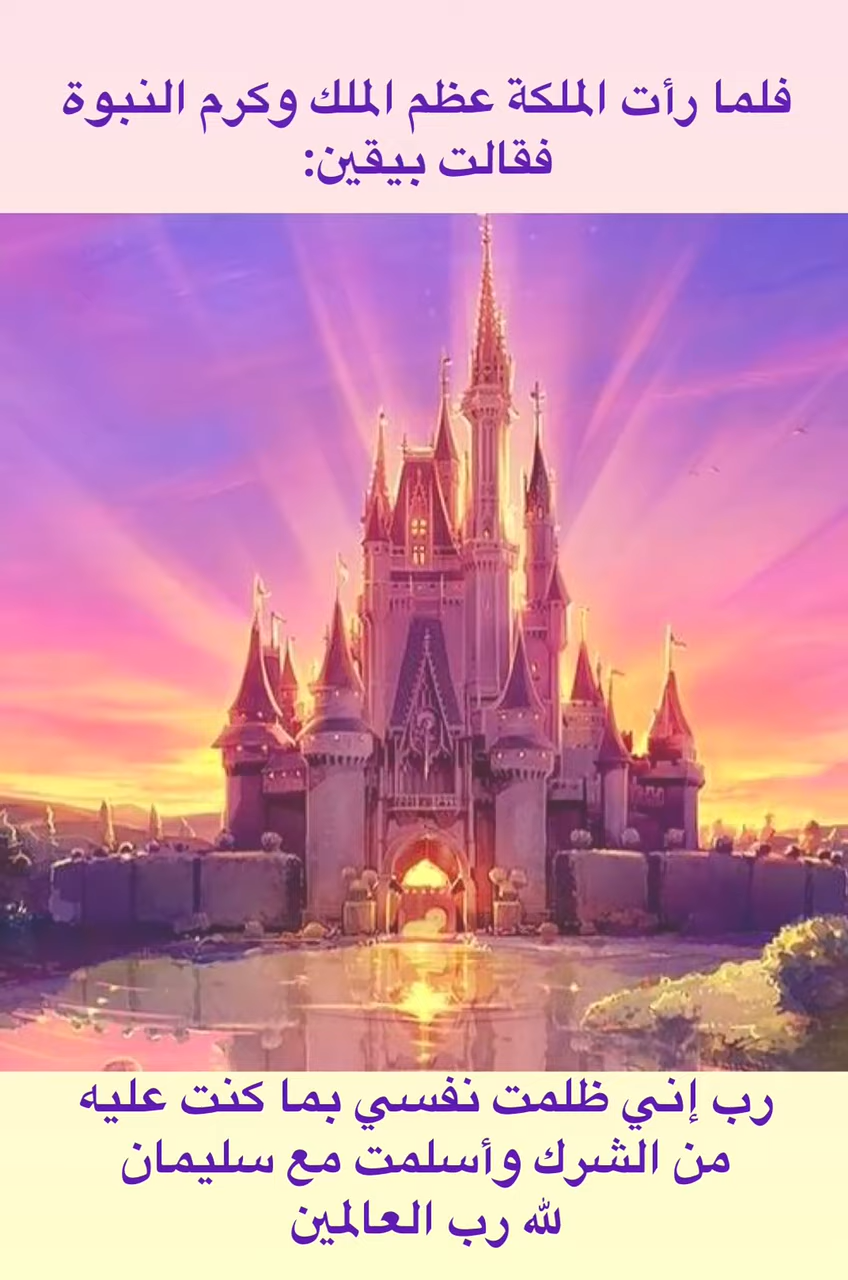 فلما رأت الملكة عظم الملك وكرم النبوة
فقالت بيقين:
رب إني ظلمت نفسي بما كنت عليه
من الشرك وأسلمت مع سليمان
لله رب العالمين